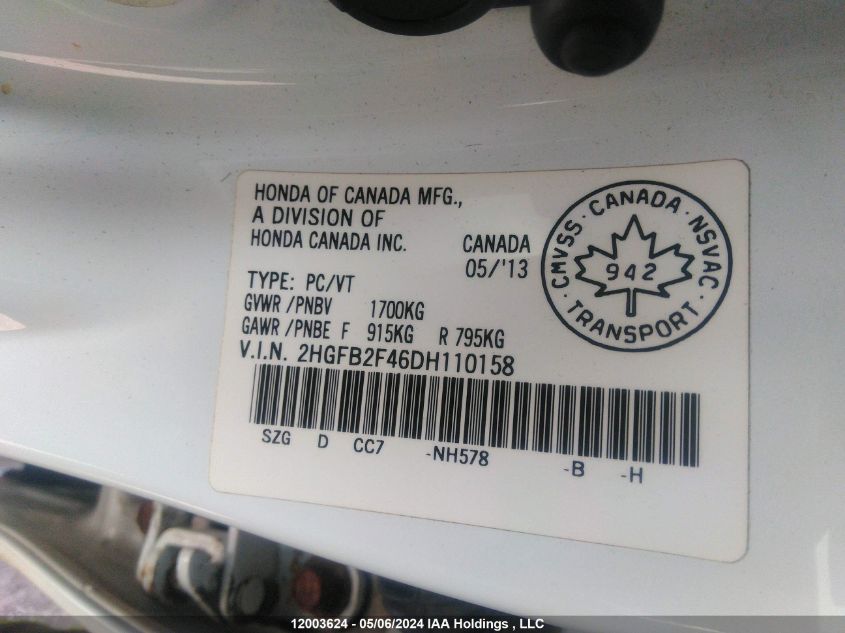 HONDA OF CANADA MFG.,
A DIVISION OF
HONDA CANADA INC. CANADA
05/'13
TYPE: PC/VT
GVWR /PNBV 1700KG
GAWR /PNBE F 915KG R 795KG
V.I.N. 2HGFB2F46DH110158
SZG D CC7 -NH578 -B -H
CMVSS · CANADA · NSVAC ·
942
TRANSPORT
12003624 - 05/06/2024 IAA Holdings , LLC